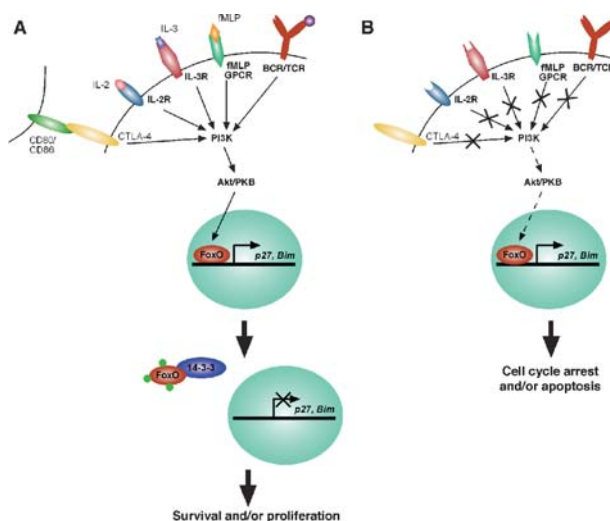 A
IL-3
fMLP
IL-2
IL-3R
fMLP
GPCR
BCR/TCR
IL-2R
CD80/
CD86
CTLA-4
PI3K
Akt/PKB
FoxO
p27, Bim
FoxO
14-3-3
p27, Bim
Survival and/or proliferation
B
IL-3R
fMLP
GPCR
BCR/TCR
IL-2R
CTLA-4
PI3K
Akt/PKB
FoxO
p27, Bim
Cell cycle arrest
and/or apoptosis